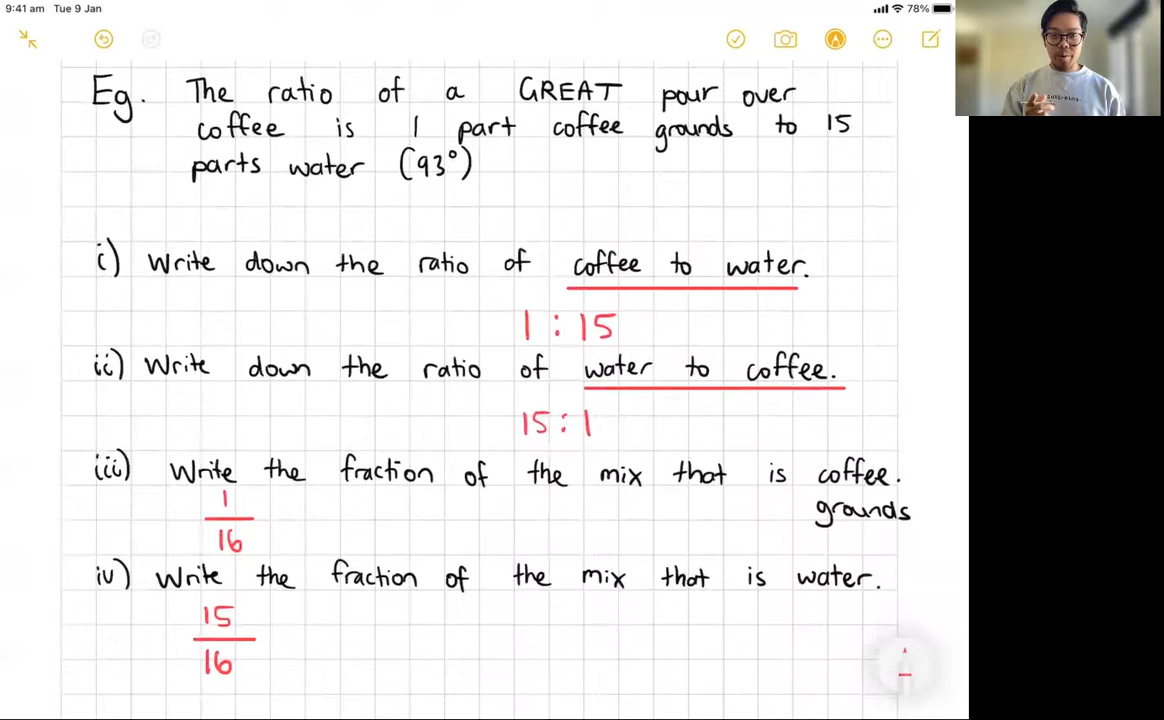 9:41 am Tue 9 Jan
78%
Eg. The ratio of a GREAT pour over
coffee is 1 part coffee grounds to 15
parts water (93°)
i) Write down the ratio of coffee to water.
1 : 15
ii) Write down the ratio of water to coffee.
15 : 1
iii) Write the fraction of the mix that is coffee.
grounds
1
16
iv) Write the fraction of the mix that is water.
15
16